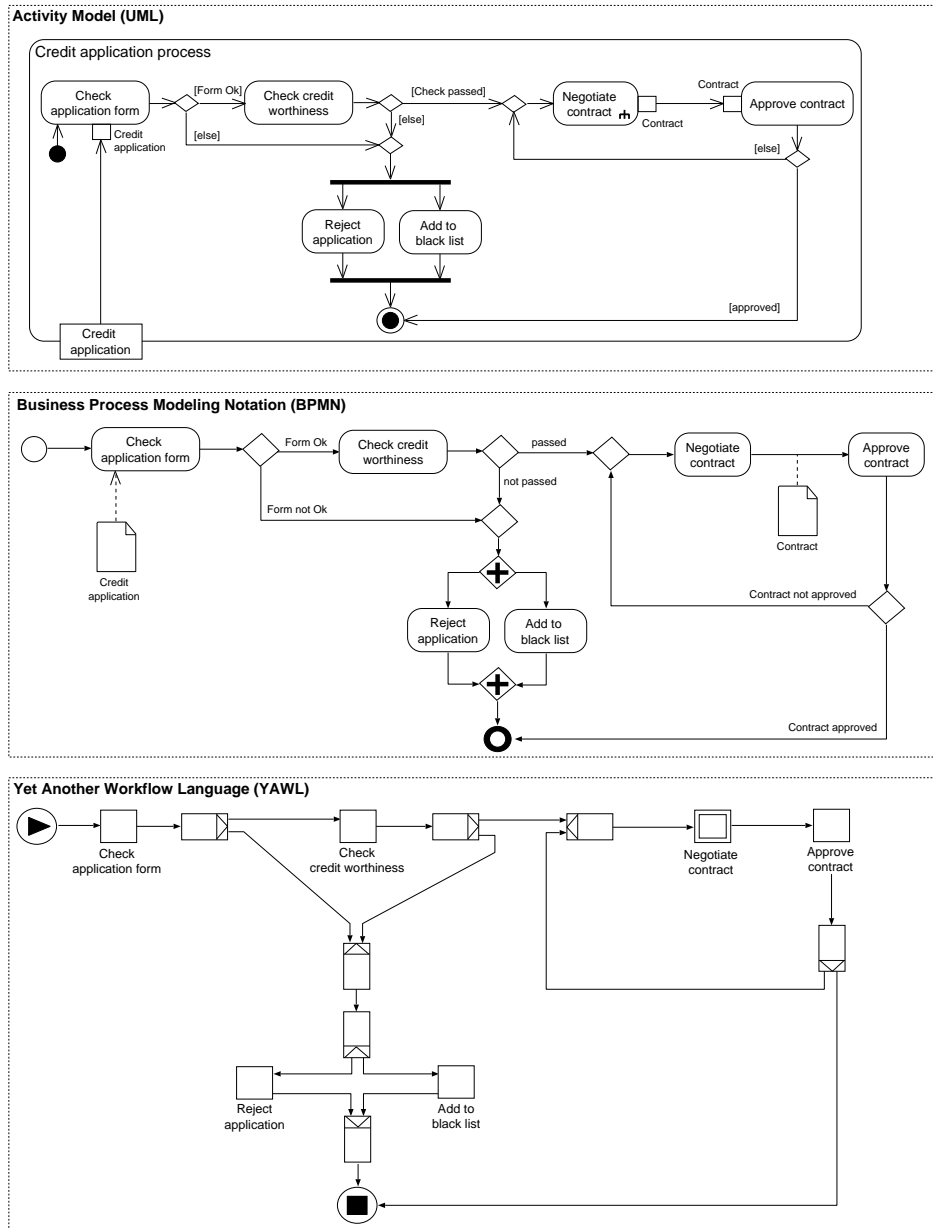 Activity Model (UML)
Credit application process
Check
application form
[Form Ok]
Check credit
worthiness
[Check passed]
Negotiate
contract
Contract
Contract
Approve contract
Credit
application
[else]
[else]
[else]
Reject
application
Add to
black list
[approved]
Credit
application
Business Process Modeling Notation (BPMN)
Check
application form
Form Ok
Check credit
worthiness
passed
Negotiate
contract
Approve
contract
not passed
Form not Ok
Credit
application
Contract
Contract not approved
Reject
application
Add to
black list
Contract approved
Yet Another Workflow Language (YAWL)
Check
application form
Check
credit worthiness
Negotiate
contract
Approve
contract
Reject
application
Add to
black list